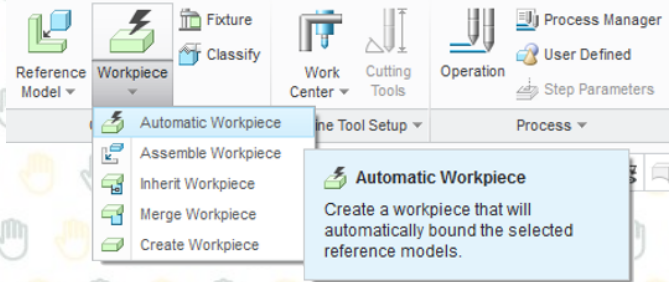 Fixture
Process Manager
Classify
User Defined
Reference
Model
Workpiece
Work
Center
Cutting
Tools
Operation
Step Parameters
ne Tool Setup
Process
Automatic Workpiece
Assemble Workpiece
Inherit Workpiece
Merge Workpiece
Create Workpiece
Automatic Workpiece
Create a workpiece that will
automatically bound the selected
reference models.